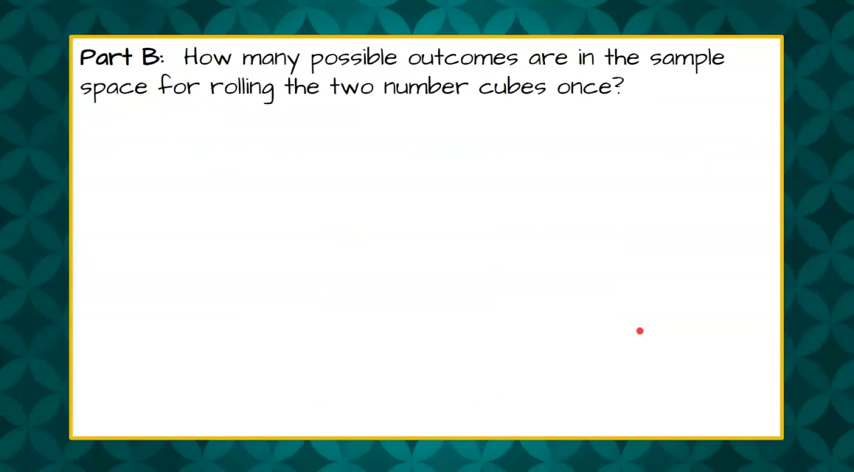 Part B: How many possible outcomes are in the sample
space for rolling the two number cubes once?